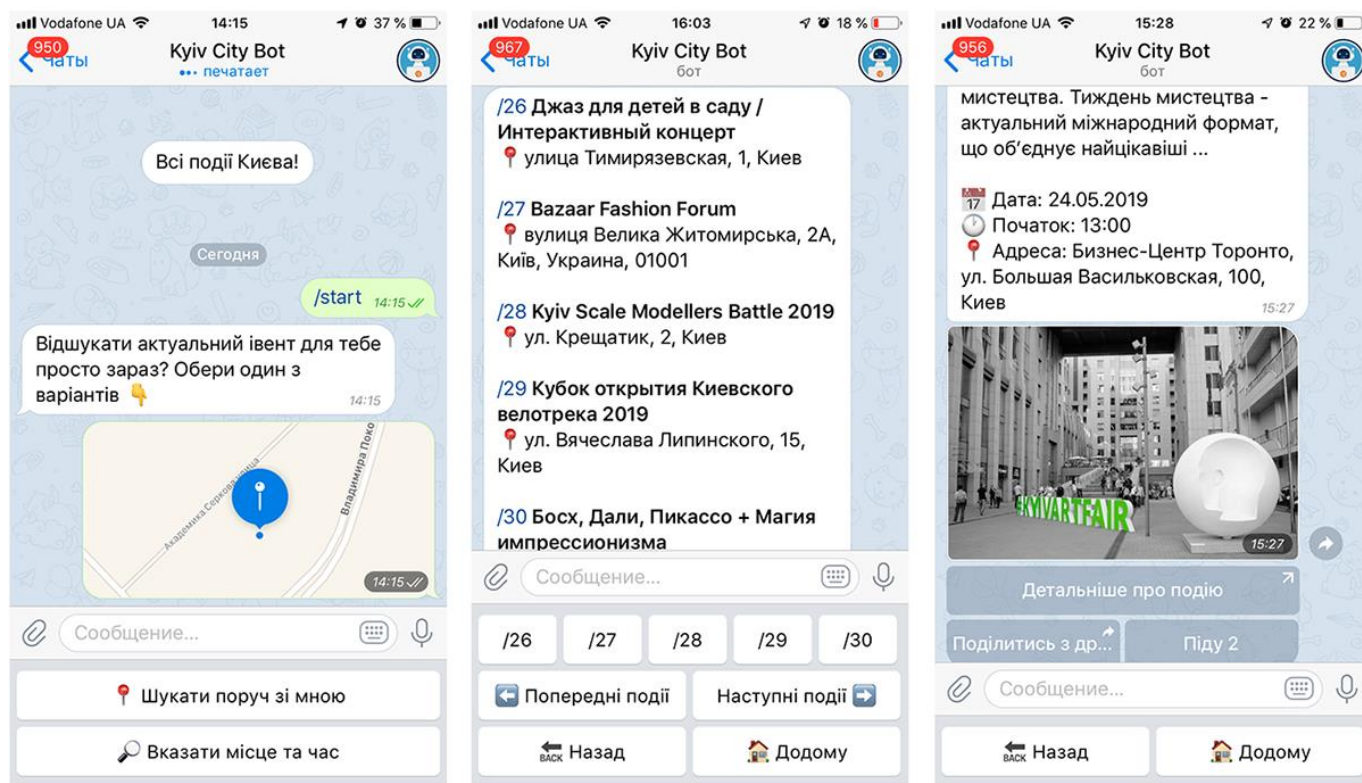 Vodafone UA 14:15 37 %
950
Чаты
Kyiv City Bot
печатает
Всі події Києва!
Сегодня
/start 14:15
Відшукати актуальний івент для тебе
просто зараз? Обери один з
варіантів
14:15
Академика Серкова улица
Владимира Поко
14:15
Сообщение...
Шукати поруч зі мною
Вказати місце та час
Vodafone UA 16:03 18 %
967
Чаты
Kyiv City Bot
бот
/26 Джаз для детей в саду /
Интерактивный концерт
улица Тимирязевская, 1, Киев
/27 Bazaar Fashion Forum
вулиця Велика Житомирська, 2А,
Київ, Украина, 01001
/28 Kyiv Scale Modellers Battle 2019
ул. Крещатик, 2, Киев
/29 Кубок открытия Киевского
велотрека 2019
ул. Вячеслава Липинского, 15,
Киев
/30 Босх, Дали, Пикассо + Магия
импрессионизма
Сообщение...
/26 /27 /28 /29 /30
Попередні події Наступні події
BACK Назад Додому
Vodafone UA 15:28 22 %
956
Чаты
Kyiv City Bot
бот
мистецтва. Тиждень мистецтва -
актуальний міжнародний формат,
що об’єднує найцікавіші ...
17 Дата: 24.05.2019
Початок: 13:00
Адреса: Бизнес-Центр Торонто,
ул. Большая Васильковская, 100,
Киев
15:27
#KYIVARTFAIR
15:27
Детальніше про подію
Поділитись з др... Піду 2
Сообщение...
BACK Назад Додому